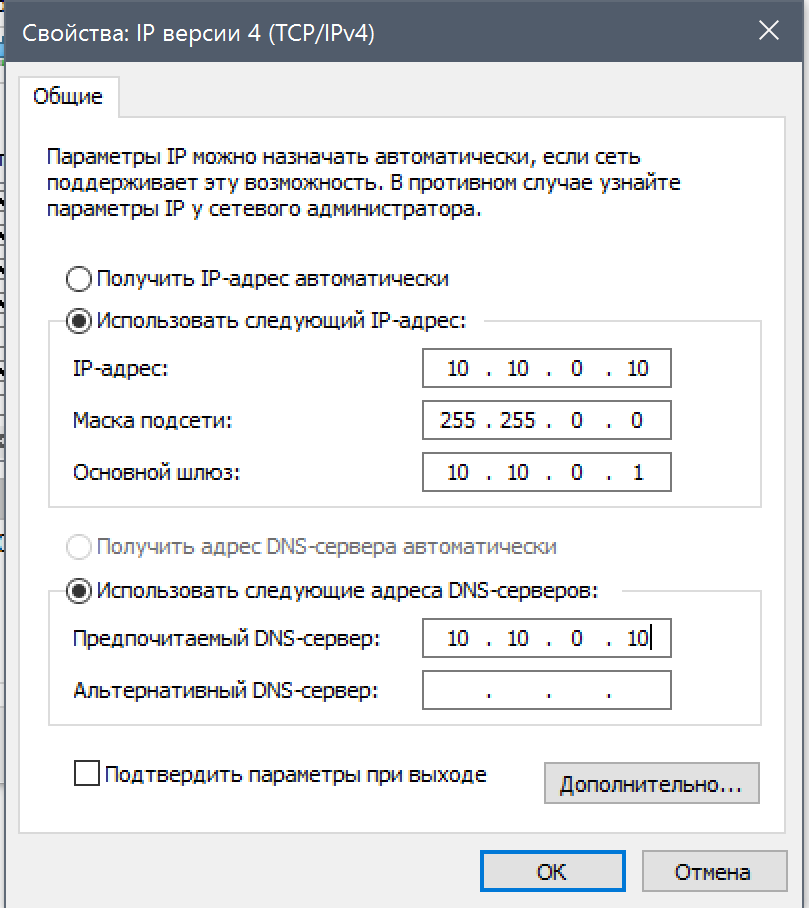 Свойства: IP версии 4 (TCP/IPv4)
Общие
Параметры IP можно назначать автоматически, если сеть
поддерживает эту возможность. В противном случае узнайте
параметры IP у сетевого администратора.
Получить IP-адрес автоматически
Использовать следующий IP-адрес:
IP-адрес: 10 . 10 . 0 . 10
Маска подсети: 255 . 255 . 0 . 0
Основной шлюз: 10 . 10 . 0 . 1
Получить адрес DNS-сервера автоматически
Использовать следующие адреса DNS-серверов:
Предпочитаемый DNS-сервер: 10 . 10 . 0 . 10
Альтернативный DNS-сервер: . . .
Подтвердить параметры при выходе
Дополнительно...
ОК Отмена